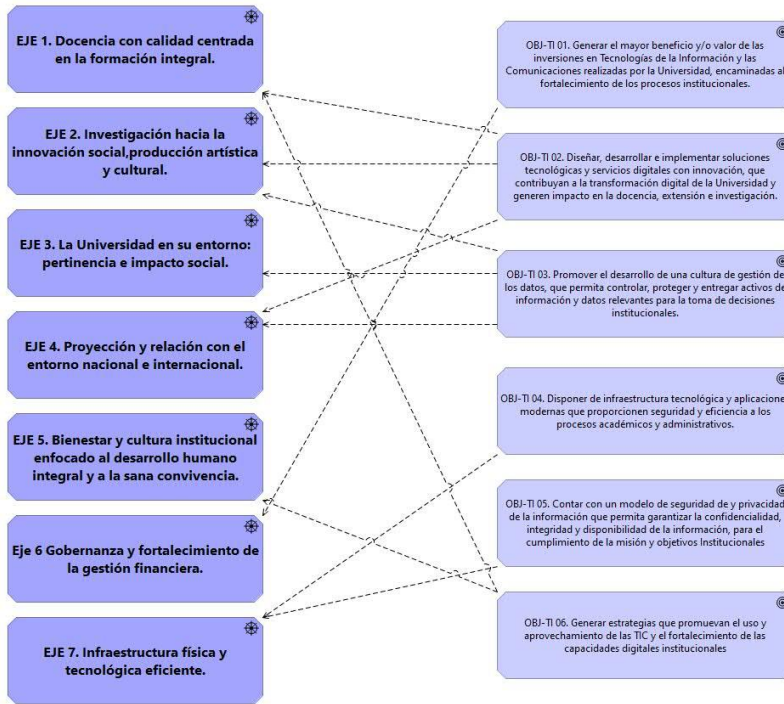 EJE 1. Docencia con calidad centrada
en la formación integral.
EJE 2. Investigación hacia la
innovación social,producción artística
y cultural.
EJE 3. La Universidad en su entorno:
pertinencia e impacto social.
EJE 4. Proyección y relación con el
entorno nacional e internacional.
EJE 5. Bienestar y cultura institucional
enfocado al desarrollo humano
integral y a la sana convivencia.
Eje 6 Gobernanza y fortalecimiento de
la gestión financiera.
EJE 7. Infraestructura física y
tecnológica eficiente.
OBJ-TI 01. Generar el mayor beneficio y/o valor de las
inversiones en Tecnologías de la Información y las
Comunicaciones realizadas por la Universidad, encaminadas al
fortalecimiento de los procesos institucionales.
OBJ-TI 02. Diseñar, desarrollar e implementar soluciones
tecnológicas y servicios digitales con innovación, que
contribuyan a la transformación digital de la Universidad y
generen impacto en la docencia, extensión e investigación.
OBJ-TI 03. Promover el desarrollo de una cultura de gestión de
los datos, que permita controlar, proteger y entregar activos de
información y datos relevantes para la toma de decisiones
institucionales.
OBJ-TI 04. Disponer de infraestructura tecnológica y aplicacione
modernas que proporcionen seguridad y eficiencia a los
procesos académicos y administrativos.
OBJ-TI 05. Contar con un modelo de seguridad de y privacidad
de la información que permita garantizar la confidencialidad,
integridad y disponibilidad de la información, para el
cumplimiento de la misión y objetivos Institucionales
OBJ-TI 06. Generar estrategias que promuevan el uso y
aprovechamiento de las TIC y el fortalecimiento de las
capacidades digitales institucionales